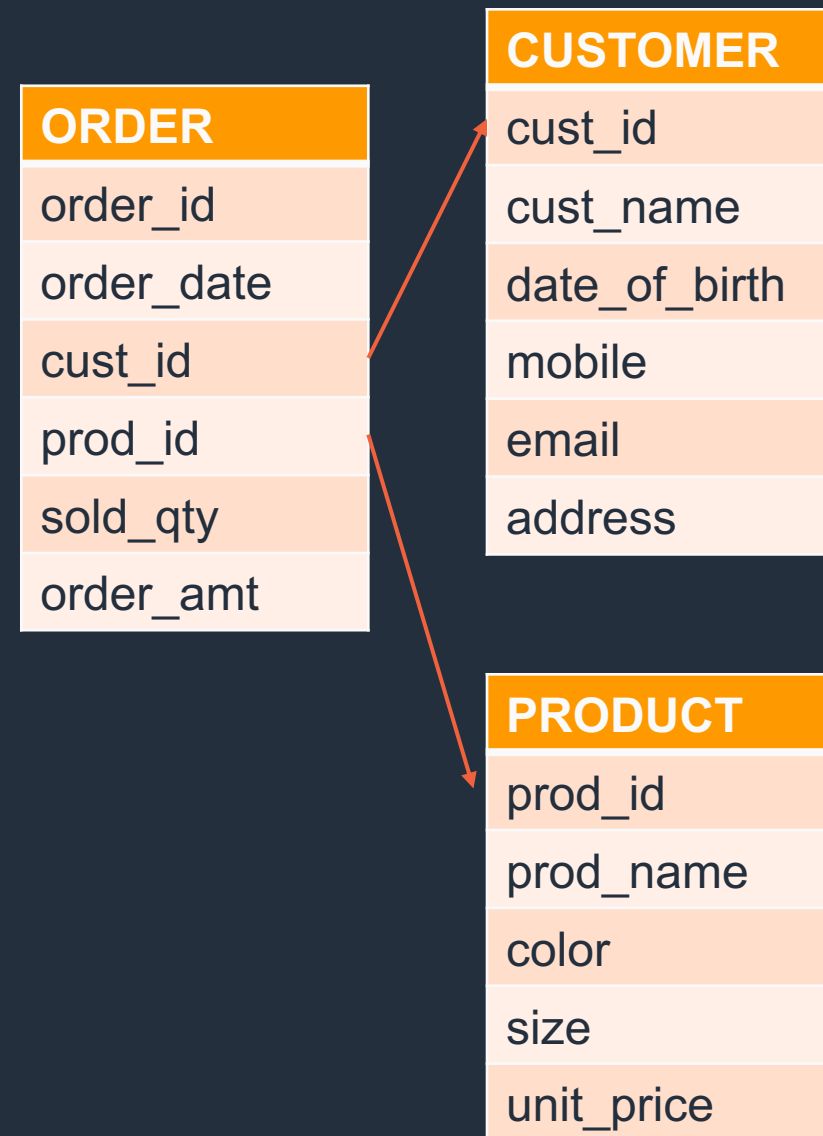 ORDER
order_id
order_date
cust_id
prod_id
sold_qty
order_amt
CUSTOMER
cust_id
cust_name
date_of_birth
mobile
email
address
PRODUCT
prod_id
prod_name
color
size
unit_price